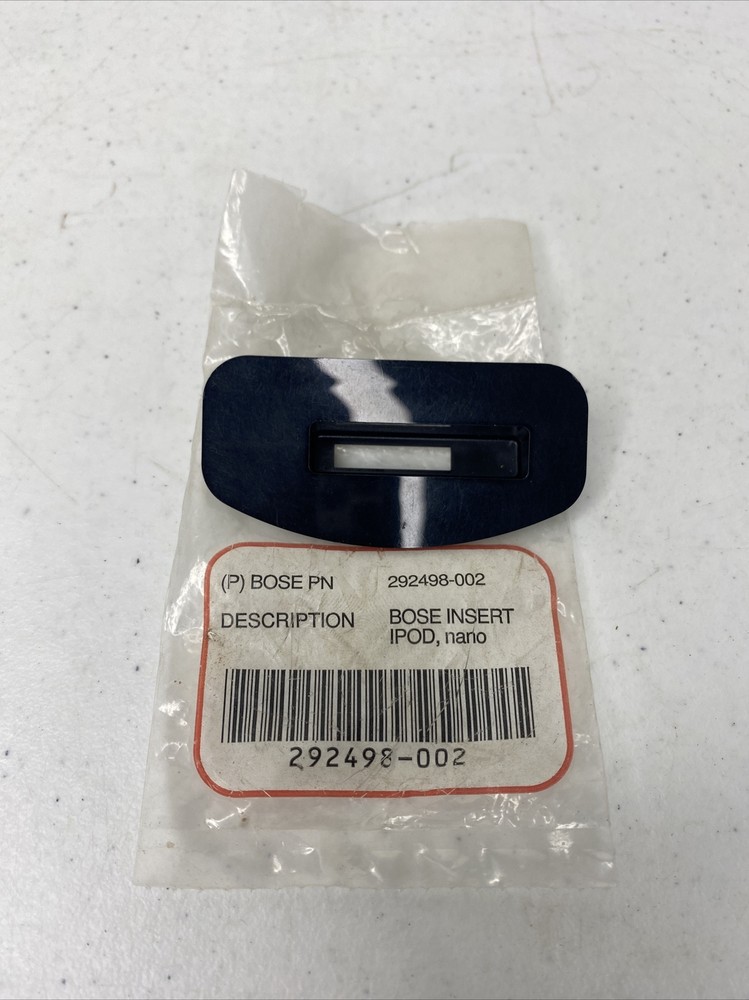 (P) BOSE PN 292498-002
DESCRIPTION BOSE INSERT
IPOD, nano
292498-002